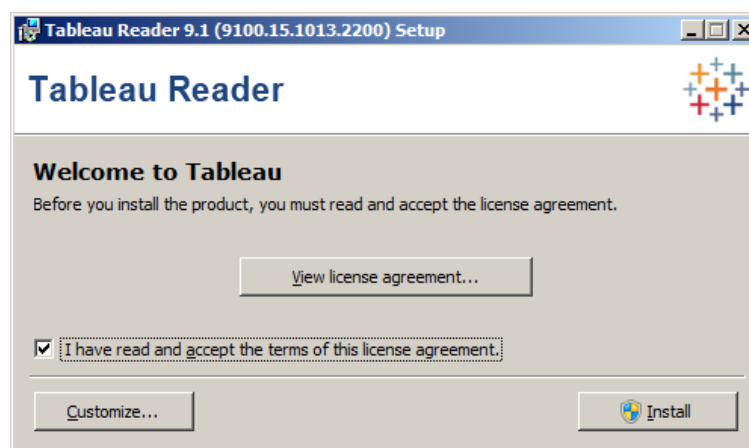 Tableau Reader 9.1 (9100.15.1013.2200) Setup
Tableau Reader
Welcome to Tableau
Before you install the product, you must read and accept the license agreement.
View license agreement...
I have read and accept the terms of this license agreement.
Customize...
Install